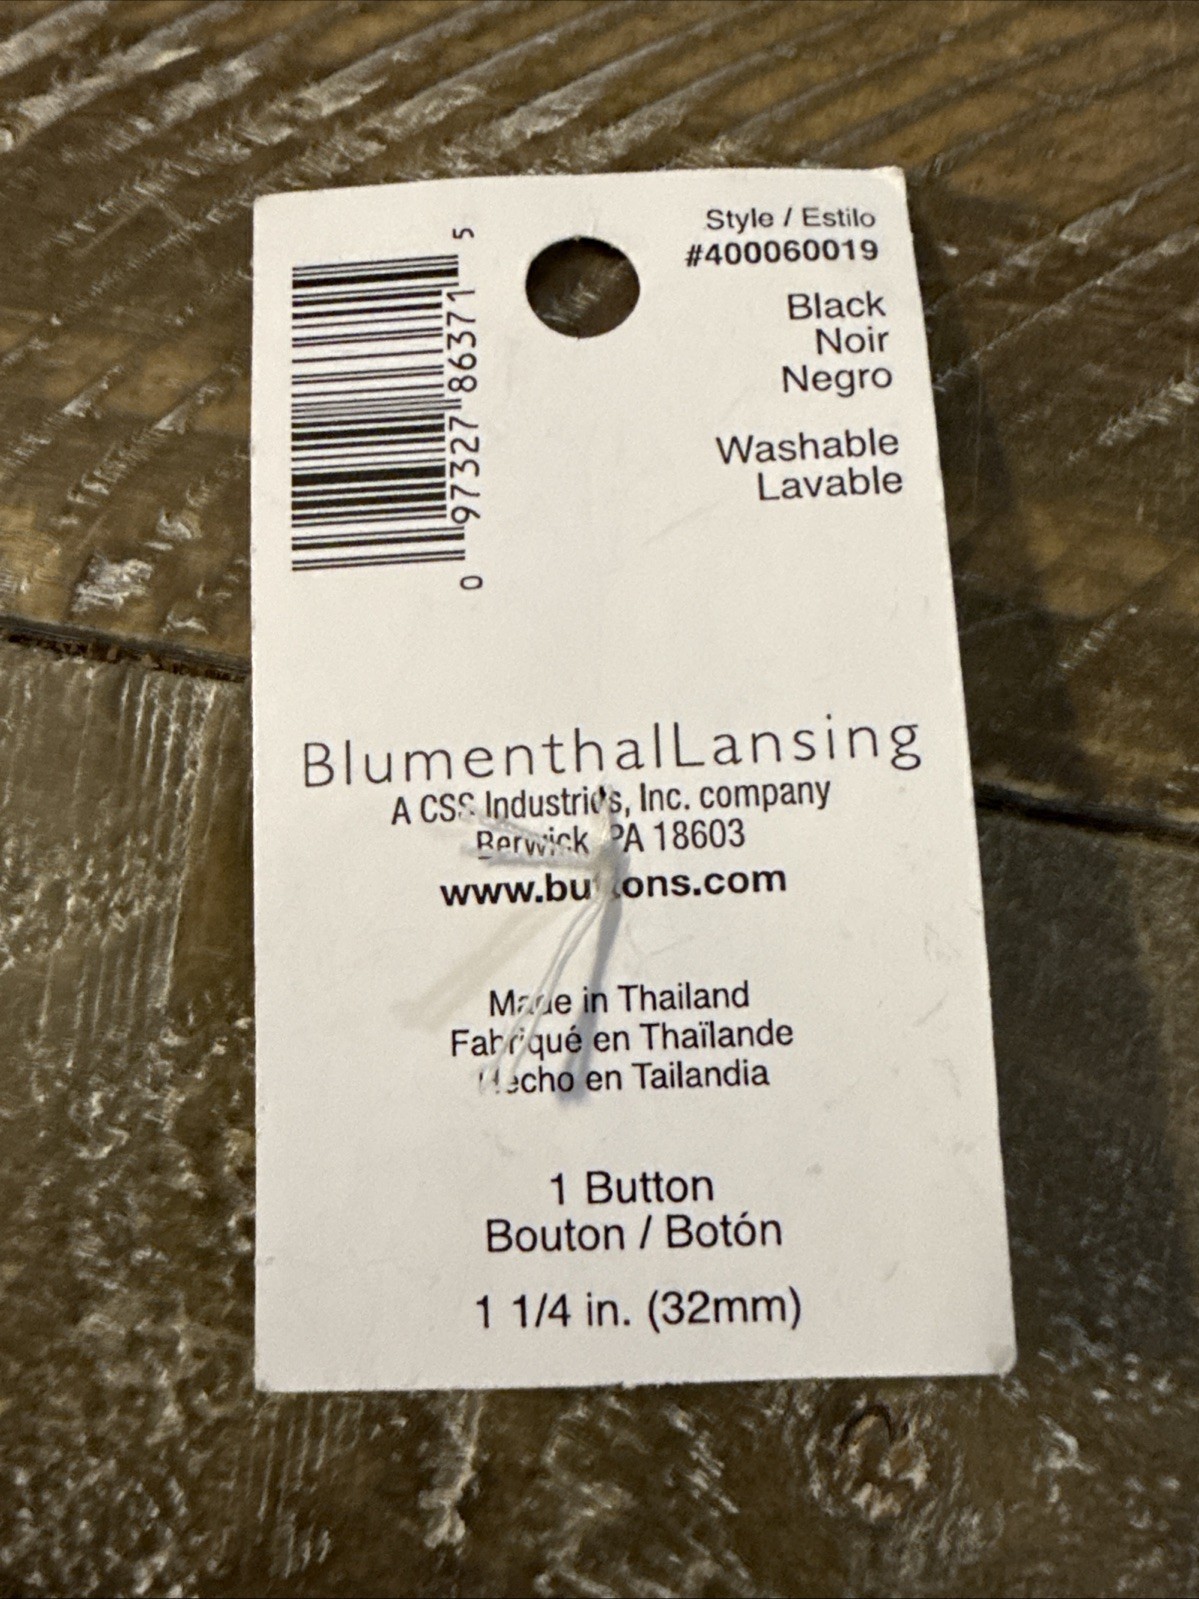 5
86371
97327
0
Style / Estilo
#400060019
Black
Noir
Negro
Washable
Lavable
BlumenthalLansing
A CSS Industries, Inc. company
Berwick PA 18603
www.buttons.com
Made in Thailand
Fabriqué en Thaïlande
Hecho en Tailandia
1 Button
Bouton / Botón
1 1/4 in. (32mm)